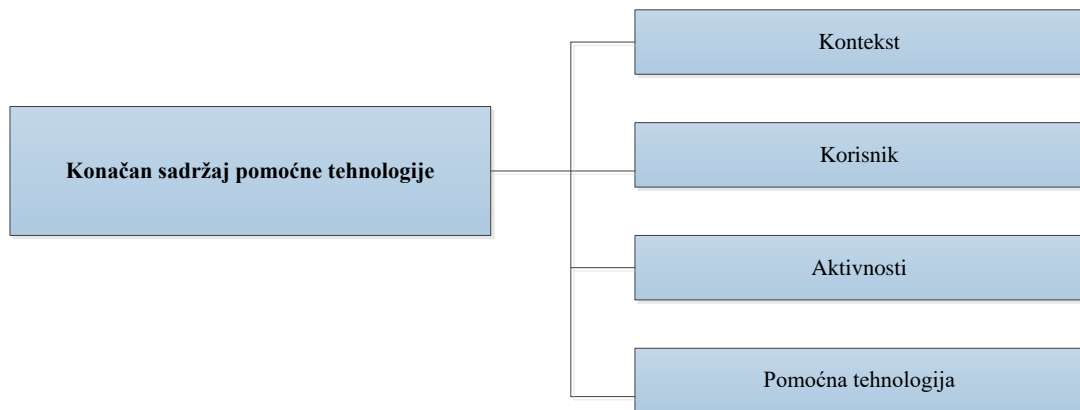 Kontekst
Konačan sadržaj pomoćne tehnologije
Korisnik
Aktivnosti
Pomoćna tehnologija